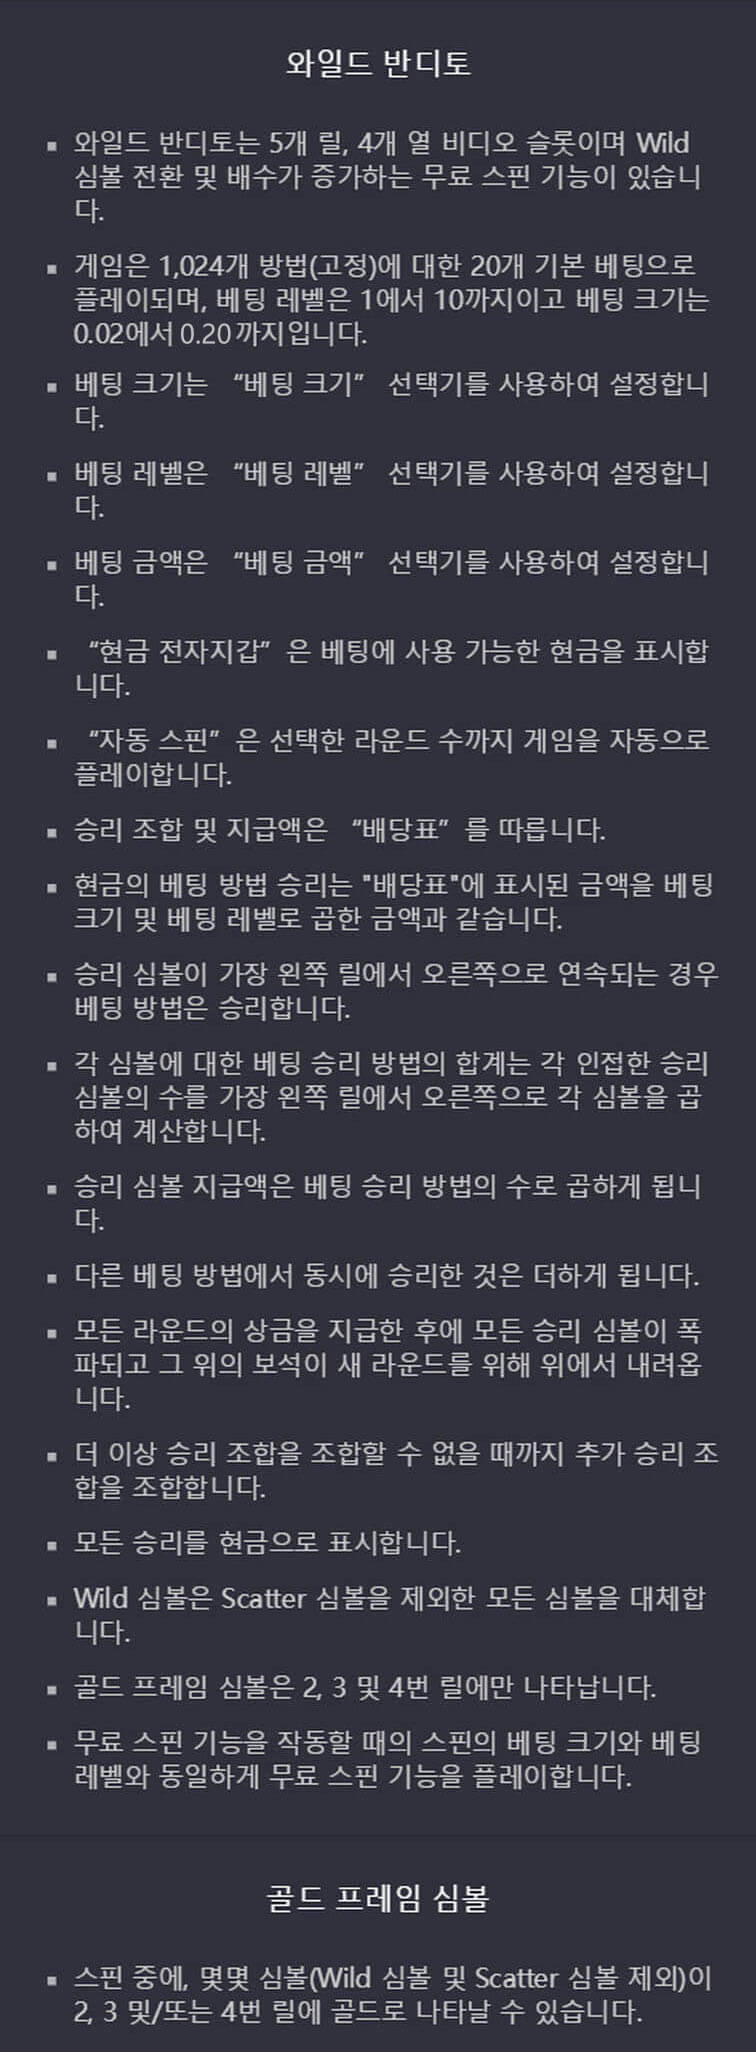 와일드 반디토
▪ 와일드 반디토는 5개 릴, 4개 열 비디오 슬롯이며 Wild
심볼 전환 및 배수가 증가하는 무료 스핀 기능이 있습니
다.
▪ 게임은 1,024개 방법(고정)에 대한 20개 기본 베팅으로
플레이되며, 베팅 레벨은 1에서 10까지이고 베팅 크기는
0.02에서 0.20까지입니다.
▪ 베팅 크기는 “베팅 크기” 선택기를 사용하여 설정합니
다.
▪ 베팅 레벨은 “베팅 레벨” 선택기를 사용하여 설정합니
다.
▪ 베팅 금액은 “베팅 금액” 선택기를 사용하여 설정합니
다.
▪ “현금 전자지갑”은 베팅에 사용 가능한 현금을 표시합
니다.
▪ “자동 스핀”은 선택한 라운드 수까지 게임을 자동으로
플레이합니다.
▪ 승리 조합 및 지급액은 “배당표”를 따릅니다.
▪ 현금의 베팅 방법 승리는 "배당표"에 표시된 금액을 베팅
크기 및 베팅 레벨로 곱한 금액과 같습니다.
▪ 승리 심볼이 가장 왼쪽 릴에서 오른쪽으로 연속되는 경우
베팅 방법은 승리합니다.
▪ 각 심볼에 대한 베팅 승리 방법의 합계는 각 인접한 승리
심볼의 수를 가장 왼쪽 릴에서 오른쪽으로 각 심볼을 곱
하여 계산합니다.
▪ 승리 심볼 지급액은 베팅 승리 방법의 수로 곱하게 됩니
다.
▪ 다른 베팅 방법에서 동시에 승리한 것은 더하게 됩니다.
▪ 모든 라운드의 상금을 지급한 후에 모든 승리 심볼이 폭
파되고 그 위의 보석이 새 라운드를 위해 위에서 내려옵
니다.
▪ 더 이상 승리 조합을 조합할 수 없을 때까지 추가 승리 조
합을 조합합니다.
▪ 모든 승리를 현금으로 표시합니다.
▪ Wild 심볼은 Scatter 심볼을 제외한 모든 심볼을 대체합
니다.
▪ 골드 프레임 심볼은 2, 3 및 4번 릴에만 나타납니다.
▪ 무료 스핀 기능을 작동할 때의 스핀의 베팅 크기와 베팅
레벨와 동일하게 무료 스핀 기능을 플레이합니다.
골드 프레임 심볼
▪ 스핀 중에, 몇몇 심볼(Wild 심볼 및 Scatter 심볼 제외)이
2, 3 및/또는 4번 릴에 골드로 나타날 수 있습니다.